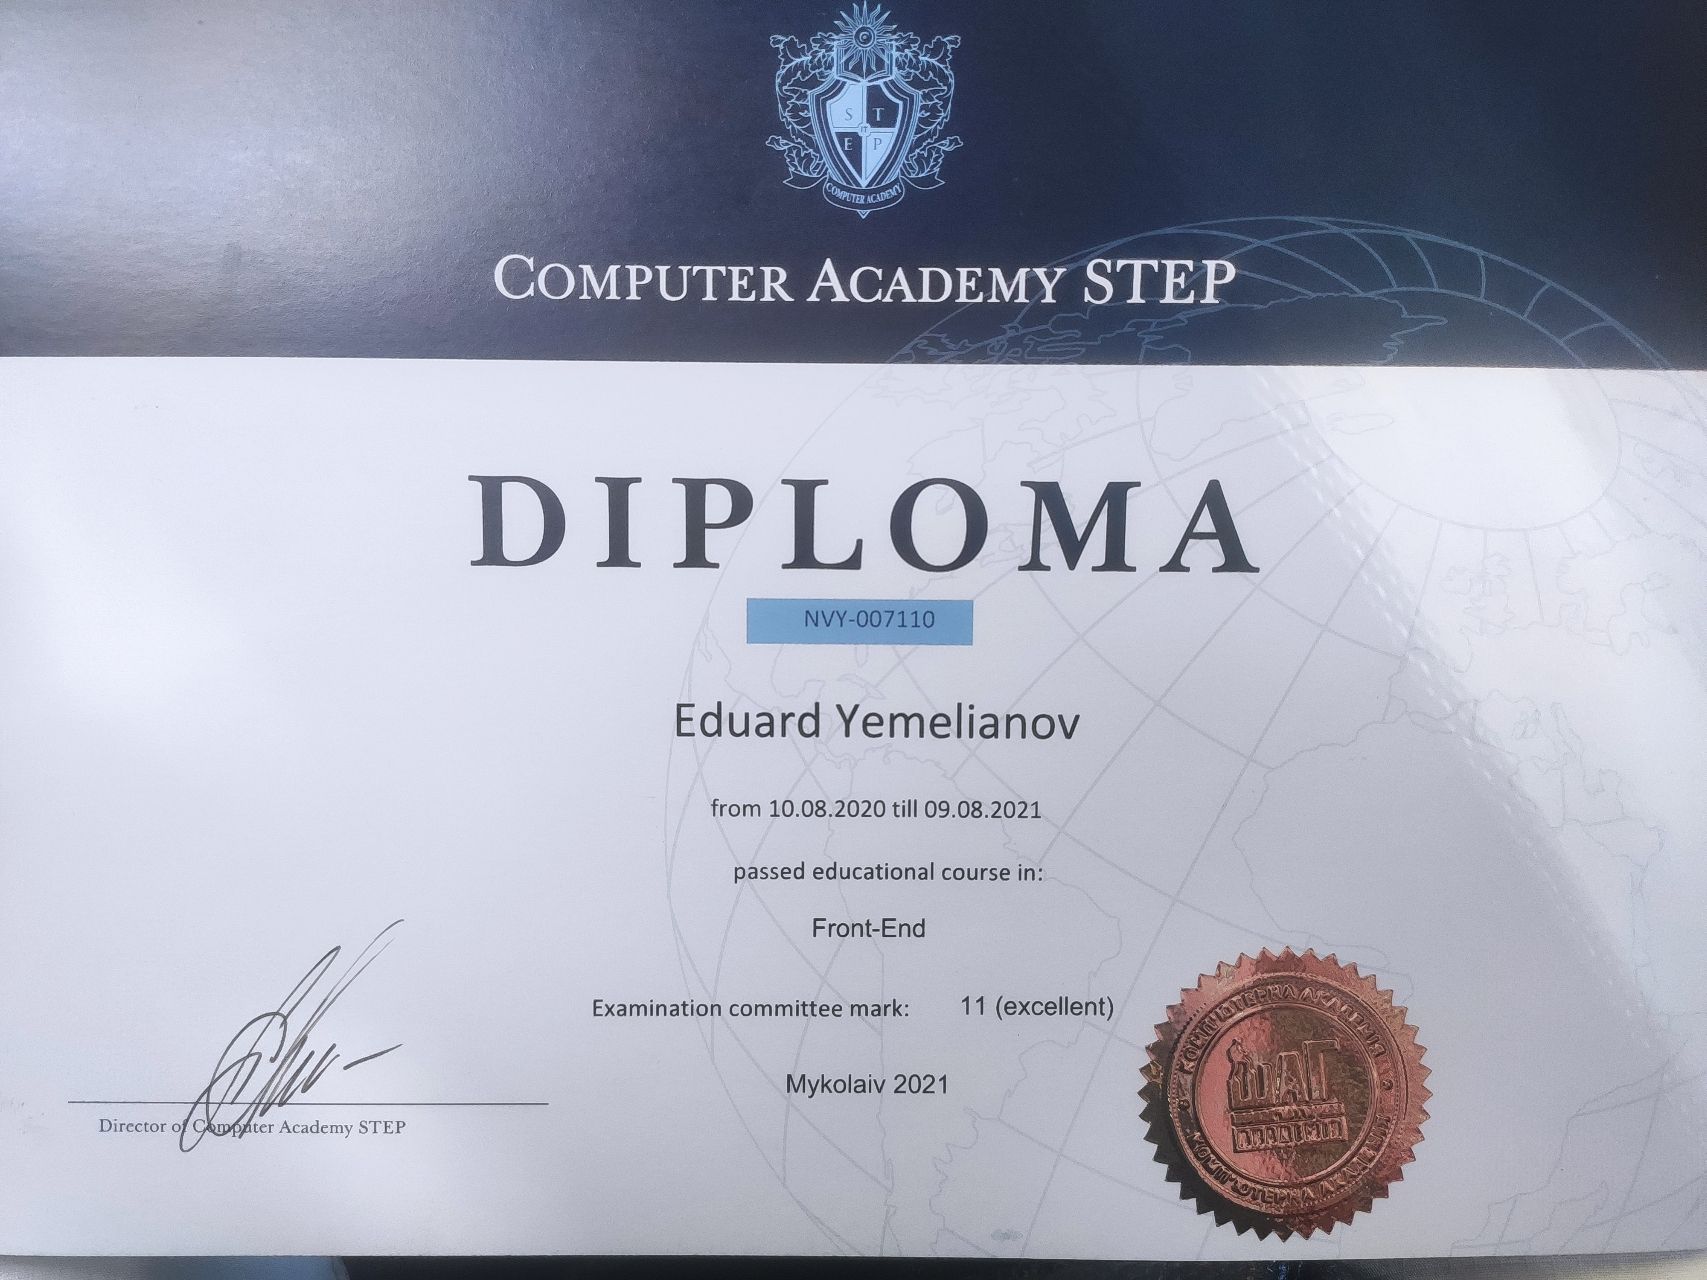 S T
IT
E P
COMPUTER ACADEMY
COMPUTER ACADEMY STEP
DIPLOMA
NVY-007110
Eduard Yemelianov
from 10.08.2020 till 09.08.2021
passed educational course in:
Front-End
Examination committee mark: 11 (excellent)
Mykolaiv 2021
Director of Computer Academy STEP
КОМП'ЮТЕРНА АКАДЕМІЯ
ШАГ
АКАДЕМІЯ
КОМП'ЮТЕРНА АКАДЕМІЯ